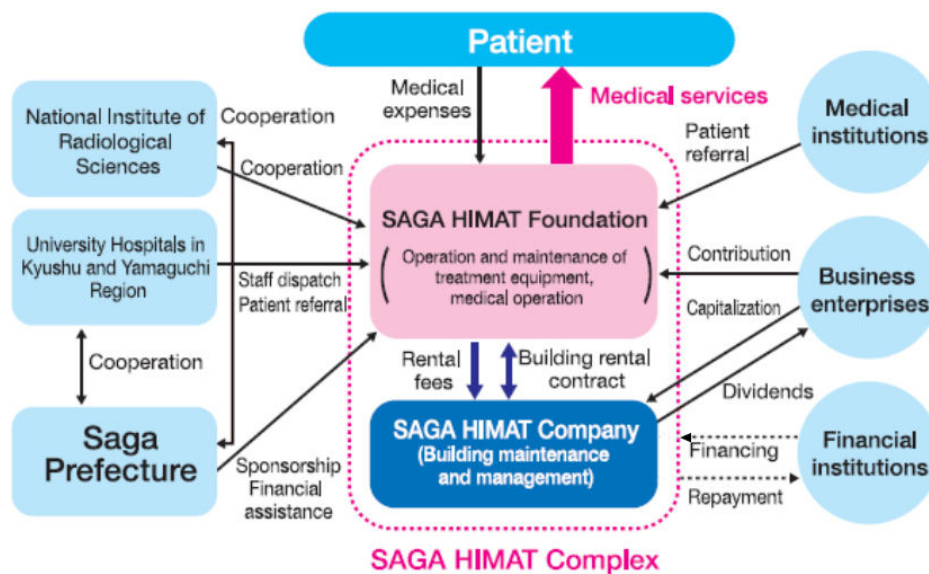 Patient
Medical
expenses
Medical services
National Institute of
Radiological
Sciences
Cooperation
Cooperation
Medical
institutions
Patient
referral
SAGA HIMAT Foundation
(Operation and maintenance of
treatment equipment,
medical operation)
University Hospitals in
Kyushu and Yamaguchi
Region
Staff dispatch
Patient referral
Contribution
Business
enterprises
Capitalization
Cooperation
Rental
fees
Building rental
contract
Dividends
Saga
Prefecture
Sponsorship
Financial
assistance
SAGA HIMAT Company
(Building maintenance
and management)
Financing
Repayment
Financial
institutions
SAGA HIMAT Complex